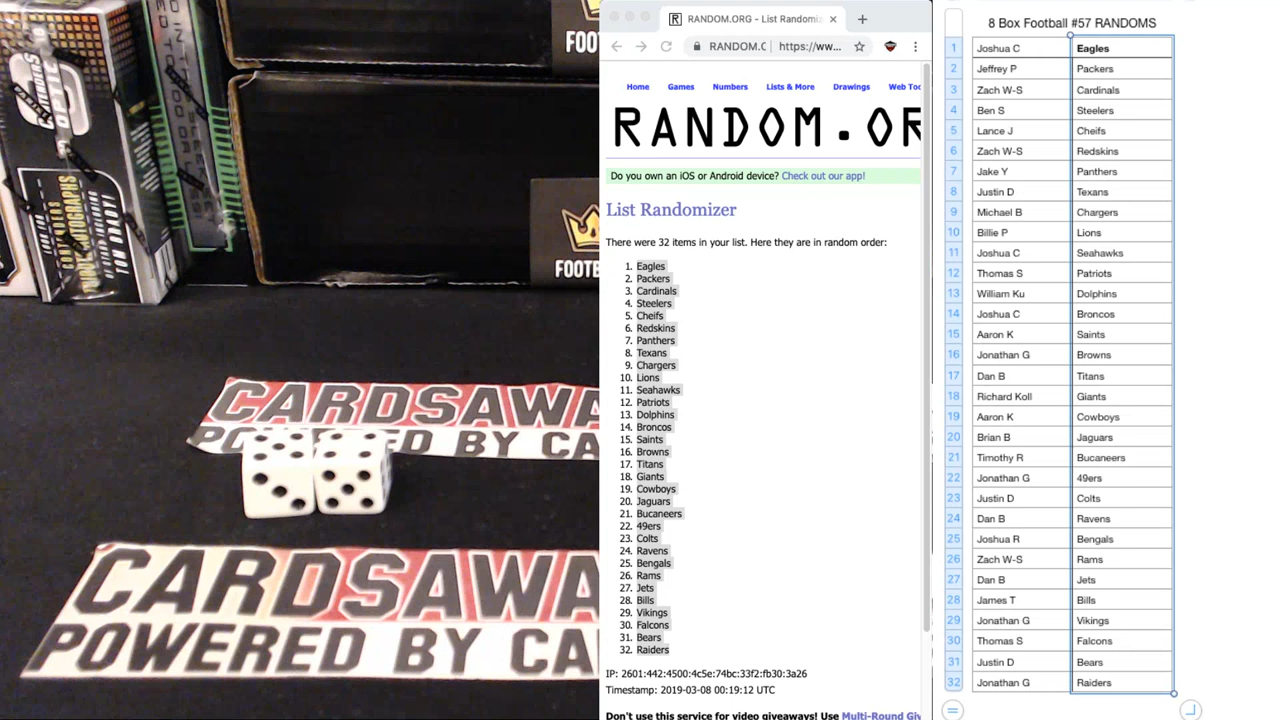 FOOT
FOOTB
CONTENDERS
OPTIC
CONTENDERS
AUTOGRAPHS
TOM BRADY!
CARDSAWA
POWERED BY CA
CARDSAWA
POWERED BY CA
RANDOM.ORG - List Randomiz
RANDOM.C
https://ww...
Home Games Numbers Lists & More Drawings Web Too
RANDOM.OR
Do you own an iOS or Android device? Check out our app!
List Randomizer
There were 32 items in your list. Here they are in random order:
1. Eagles
2. Packers
3. Cardinals
4. Steelers
5. Cheifs
6. Redskins
7. Panthers
8. Texans
9. Chargers
10. Lions
11. Seahawks
12. Patriots
13. Dolphins
14. Broncos
15. Saints
16. Browns
17. Titans
18. Giants
19. Cowboys
20. Jaguars
21. Bucaneers
22. 49ers
23. Colts
24. Ravens
25. Bengals
26. Rams
27. Jets
28. Bills
29. Vikings
30. Falcons
31. Bears
32. Raiders
IP: 2601:442:4500:4c5e:74bc:33f2:fb30:3a26
Timestamp: 2019-03-08 00:19:12 UTC
Don't use this service for video giveaways! Use Multi-Round Giv
8 Box Football #57 RANDOMS
1 Joshua C Eagles
2 Jeffrey P Packers
3 Zach W-S Cardinals
4 Ben S Steelers
5 Lance J Cheifs
6 Zach W-S Redskins
7 Jake Y Panthers
8 Justin D Texans
9 Michael B Chargers
10 Billie P Lions
11 Joshua C Seahawks
12 Thomas S Patriots
13 William Ku Dolphins
14 Joshua C Broncos
15 Aaron K Saints
16 Jonathan G Browns
17 Dan B Titans
18 Richard Koll Giants
19 Aaron K Cowboys
20 Brian B Jaguars
21 Timothy R Bucaneers
22 Jonathan G 49ers
23 Justin D Colts
24 Dan B Ravens
25 Joshua R Bengals
26 Zach W-S Rams
27 Dan B Jets
28 James T Bills
29 Jonathan G Vikings
30 Thomas S Falcons
31 Justin D Bears
32 Jonathan G Raiders